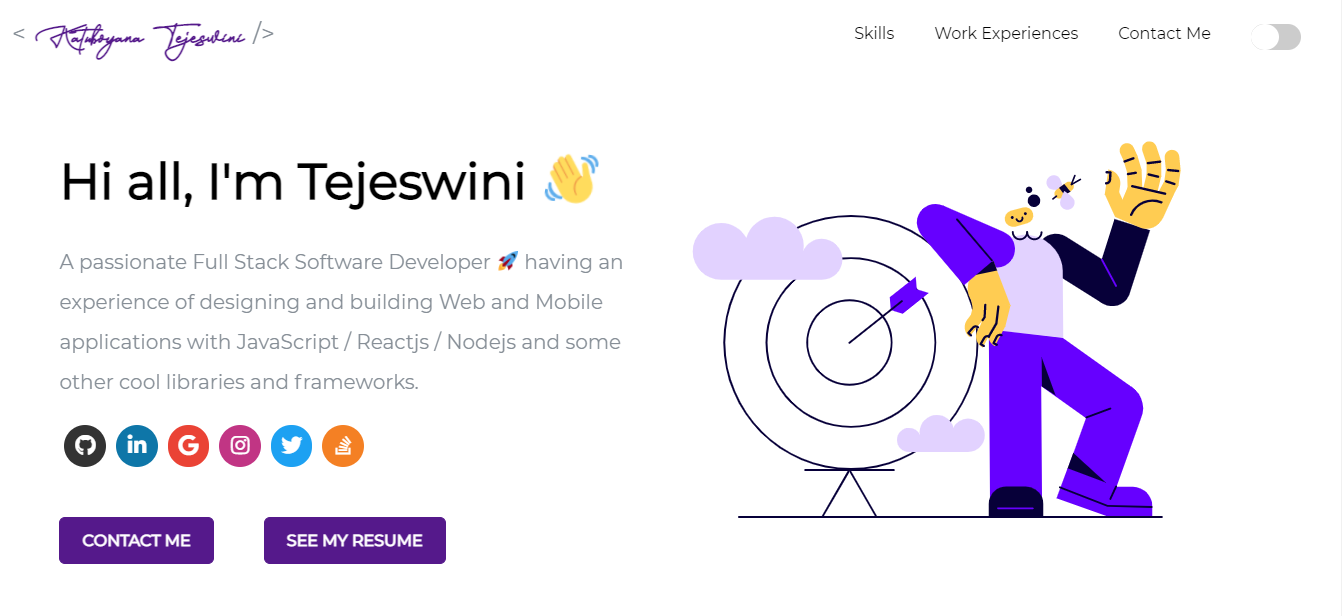 < Katuboyana Tejeswini />
Skills
Work Experiences
Contact Me
Hi all, I'm Tejeswini 👋
A passionate Full Stack Software Developer 🚀 having an
experience of designing and building Web and Mobile
applications with JavaScript / Reactjs / Nodejs and some
other cool libraries and frameworks.
CONTACT ME
SEE MY RESUME